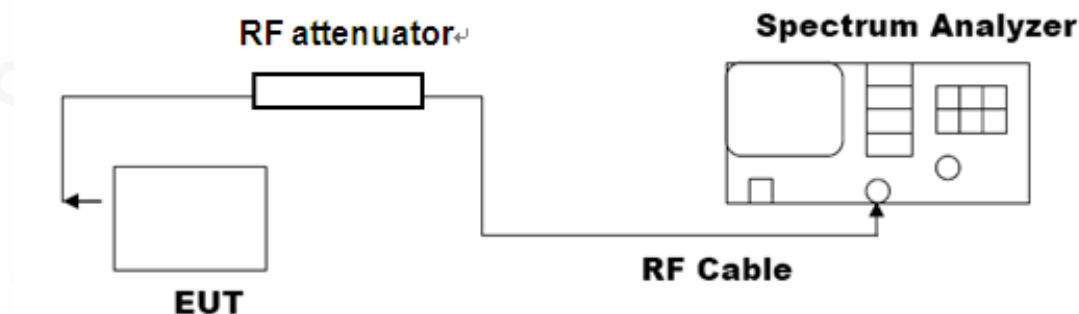 RF attenuator↵
Spectrum Analyzer
RF Cable
EUT